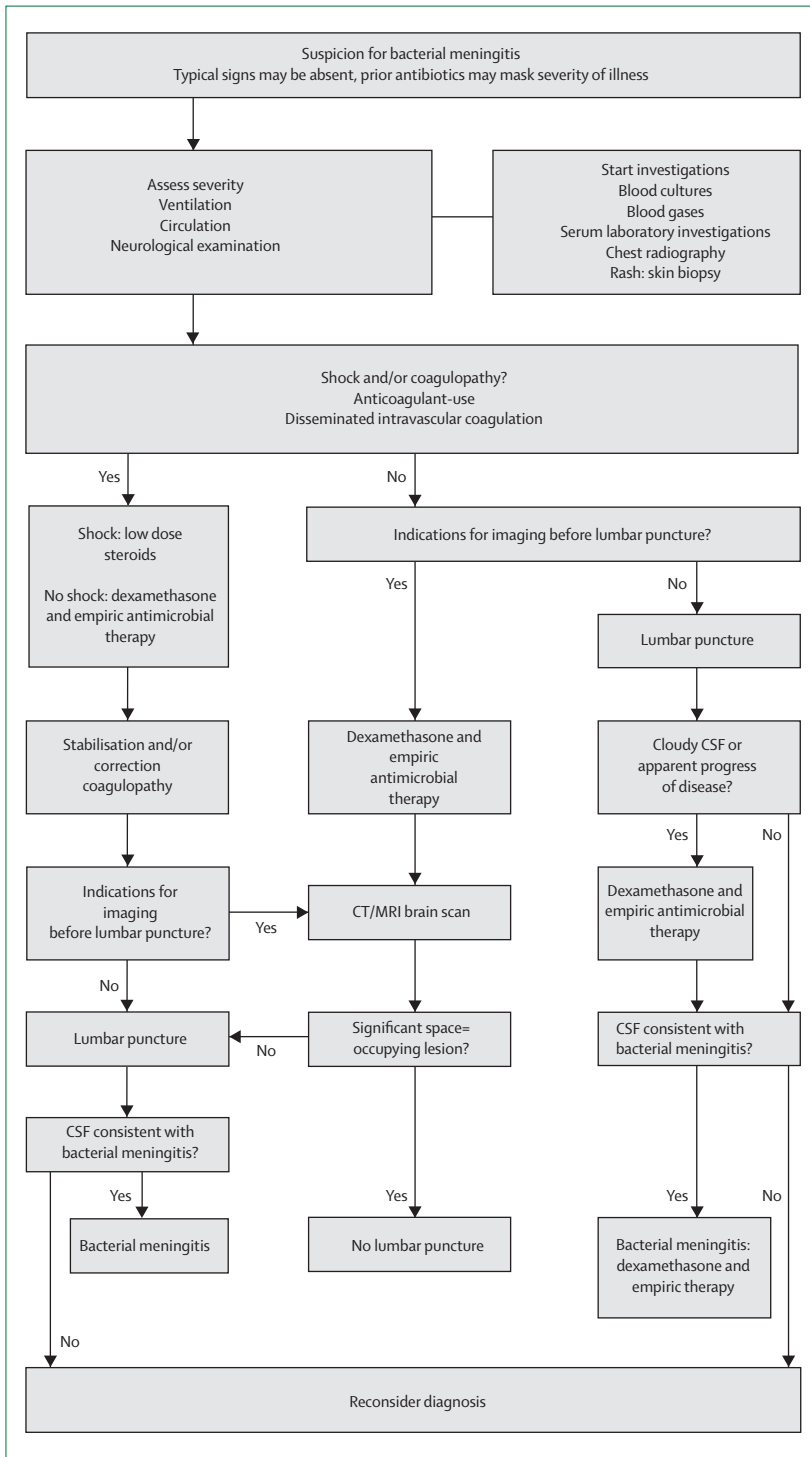 Suspicion for bacterial meningitis
Typical signs may be absent, prior antibiotics may mask severity of illness
Assess severity
Ventilation
Circulation
Neurological examination
Start investigations
Blood cultures
Blood gases
Serum laboratory investigations
Chest radiography
Rash: skin biopsy
Shock and/or coagulopathy?
Anticoagulant-use
Disseminated intravascular coagulation
Yes
No
Shock: low dose
steroids
No shock: dexamethasone
and empiric antimicrobial
therapy
Indications for imaging before lumbar puncture?
Yes
No
Lumbar puncture
Stabilisation and/or
correction
coagulopathy
Dexamethasone and
empiric
antimicrobial
therapy
Cloudy CSF or
apparent progress
of disease?
Yes
No
Indications for
imaging
before lumbar puncture?
Yes
CT/MRI brain scan
Dexamethasone and
empiric antimicrobial
therapy
No
Lumbar puncture
No
Significant space=
occupying lesion?
CSF consistent with
bacterial meningitis?
CSF consistent with
bacterial meningitis?
Yes
Yes
Yes
No
Bacterial meningitis
No lumbar puncture
Bacterial meningitis:
dexamethasone and
empiric therapy
No
Reconsider diagnosis